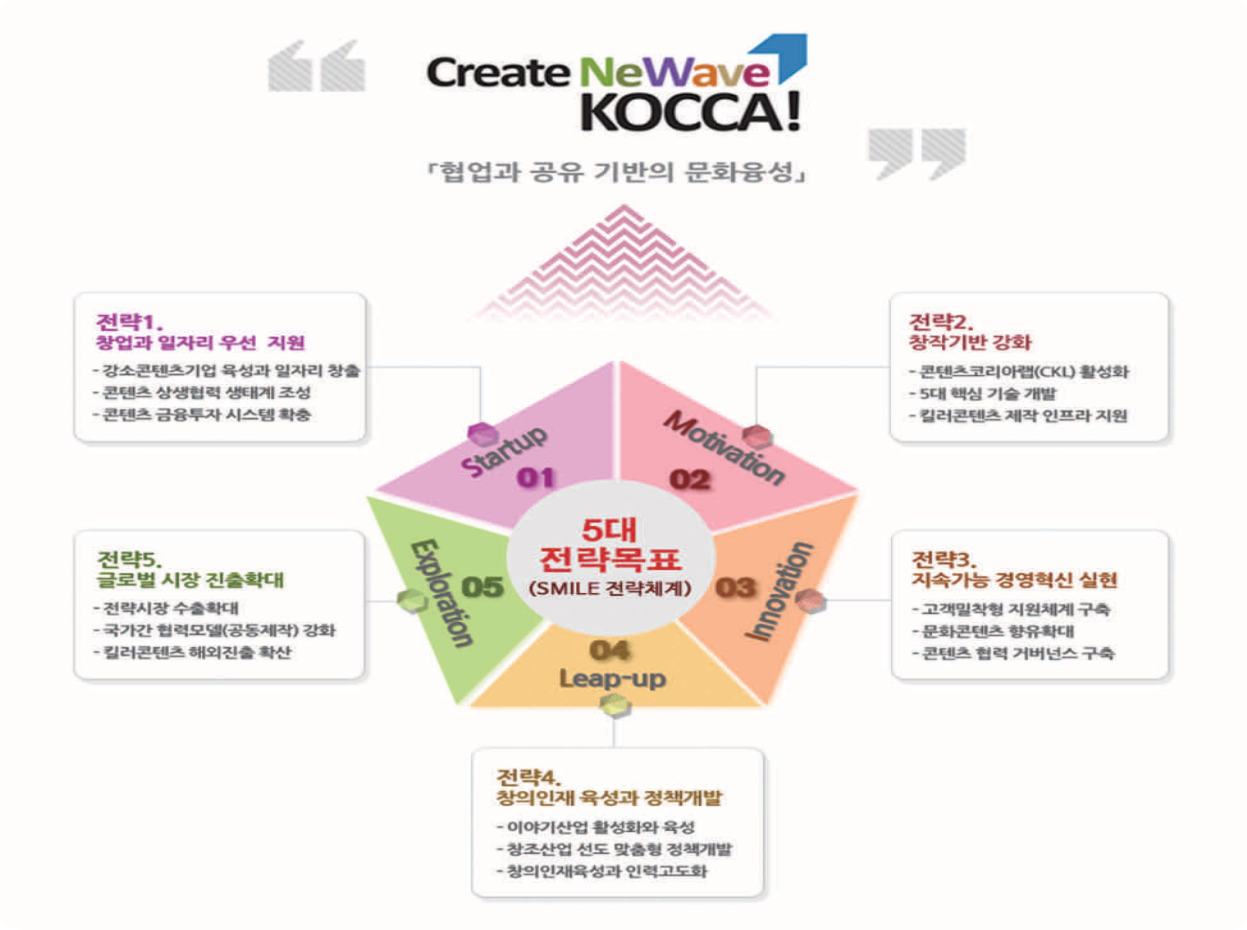 Create NeWave
KOCCA!
「협업과 공유 기반의 문화융성」
전략1.
창업과 일자리 우선 지원
- 강소콘텐츠기업 육성과 일자리 창출
- 콘텐츠 상생협력 생태계 조성
- 콘텐츠 금융투자 시스템 확충
전략2.
창작기반 강화
- 콘텐츠코리아랩(CKL) 활성화
- 5대 핵심 기술 개발
- 킬러콘텐츠 제작 인프라 지원
Startup
01
Motivation
02
5대
전략목표
(SMILE 전략체계)
Exploration
05
03
Innovation
04
Leap-up
전략5.
글로벌 시장 진출확대
- 전략시장 수출확대
- 국가간 협력모델(공동제작) 강화
- 킬러콘텐츠 해외진출 확산
전략3.
지속가능 경영혁신 실현
- 고객밀착형 지원체계 구축
- 문화콘텐츠 향유확대
- 콘텐츠 협력 거버넌스 구축
전략4.
창의인재 육성과 정책개발
- 이야기산업 활성화와 육성
- 창조산업 선도 맞춤형 정책개발
- 창의인재육성과 인력고도화